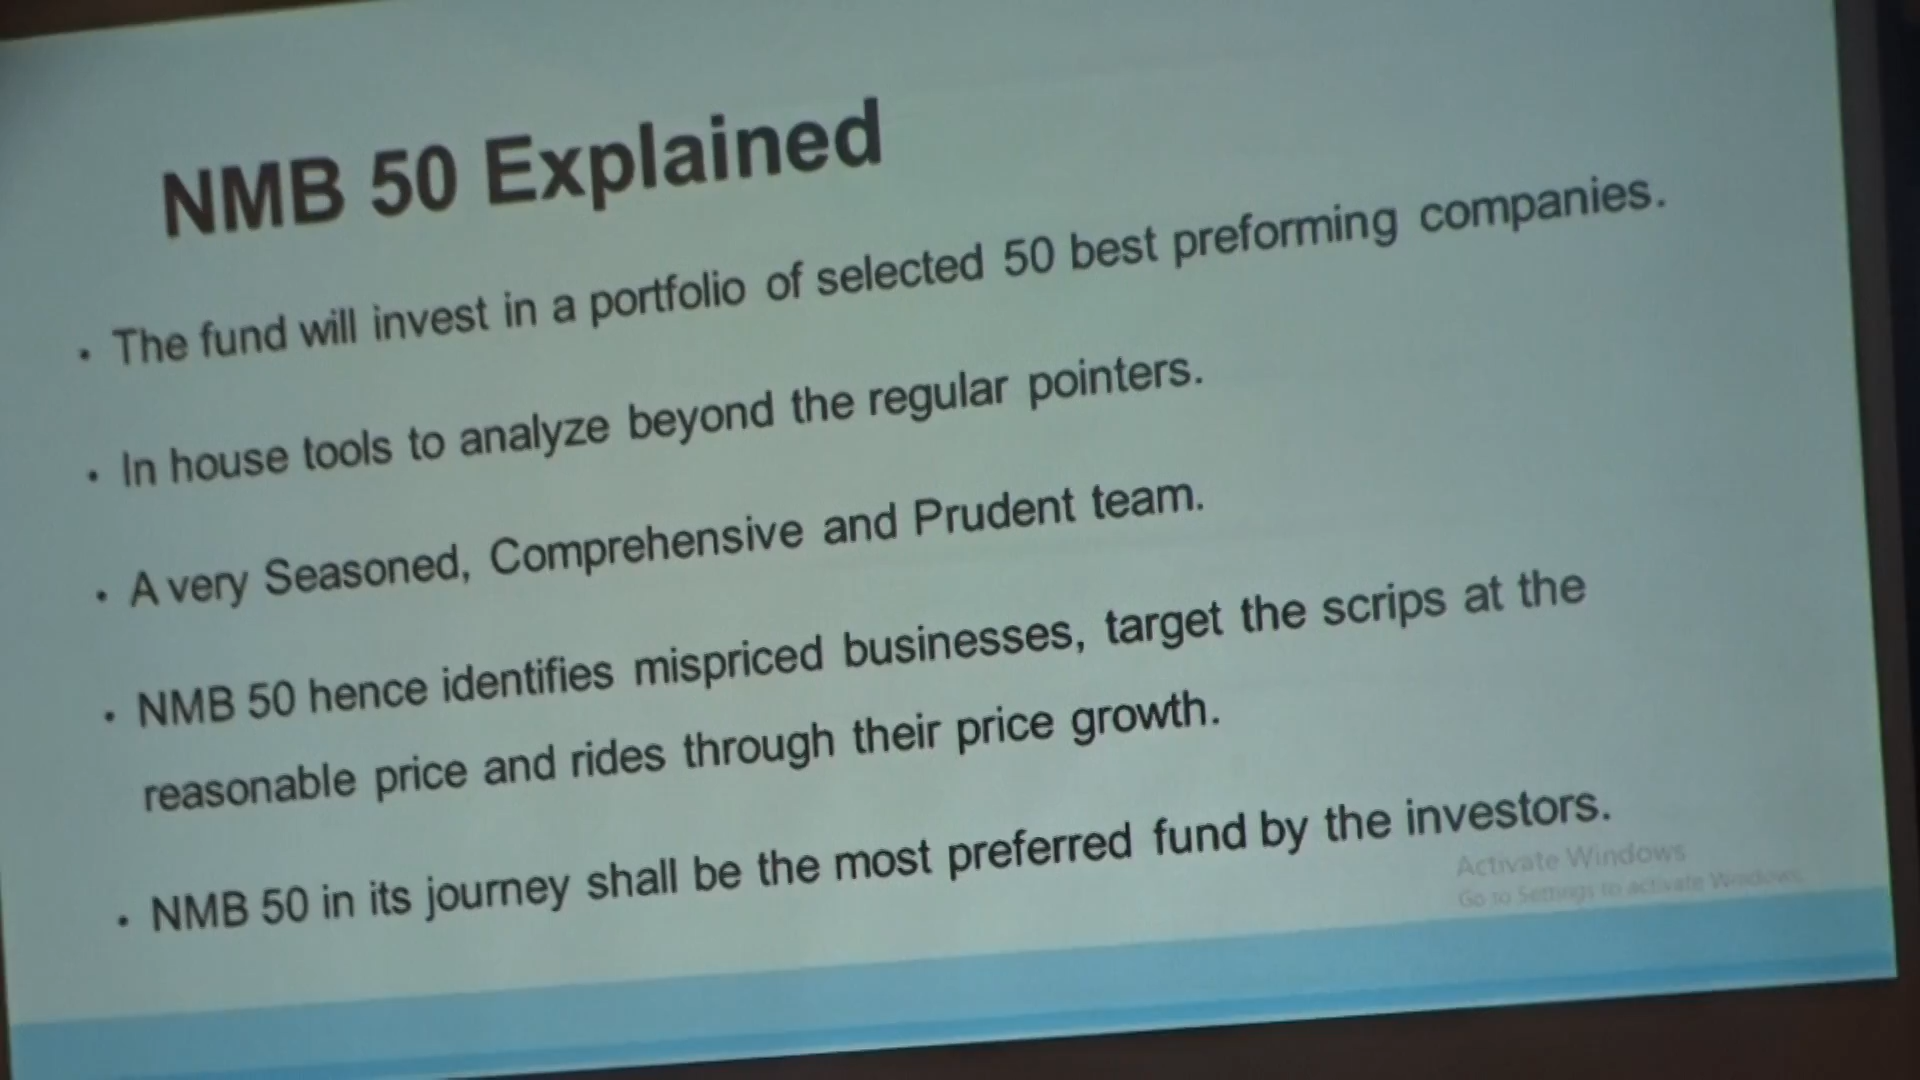 NMB 50 Explained
• The fund will invest in a portfolio of selected 50 best preforming companies.
• In house tools to analyze beyond the regular pointers.
• A very Seasoned, Comprehensive and Prudent team.
• NMB 50 hence identifies mispriced businesses, target the scrips at the
reasonable price and rides through their price growth.
• NMB 50 in its journey shall be the most preferred fund by the investors.
Activate Windows
Go to Settings to activate Windows.